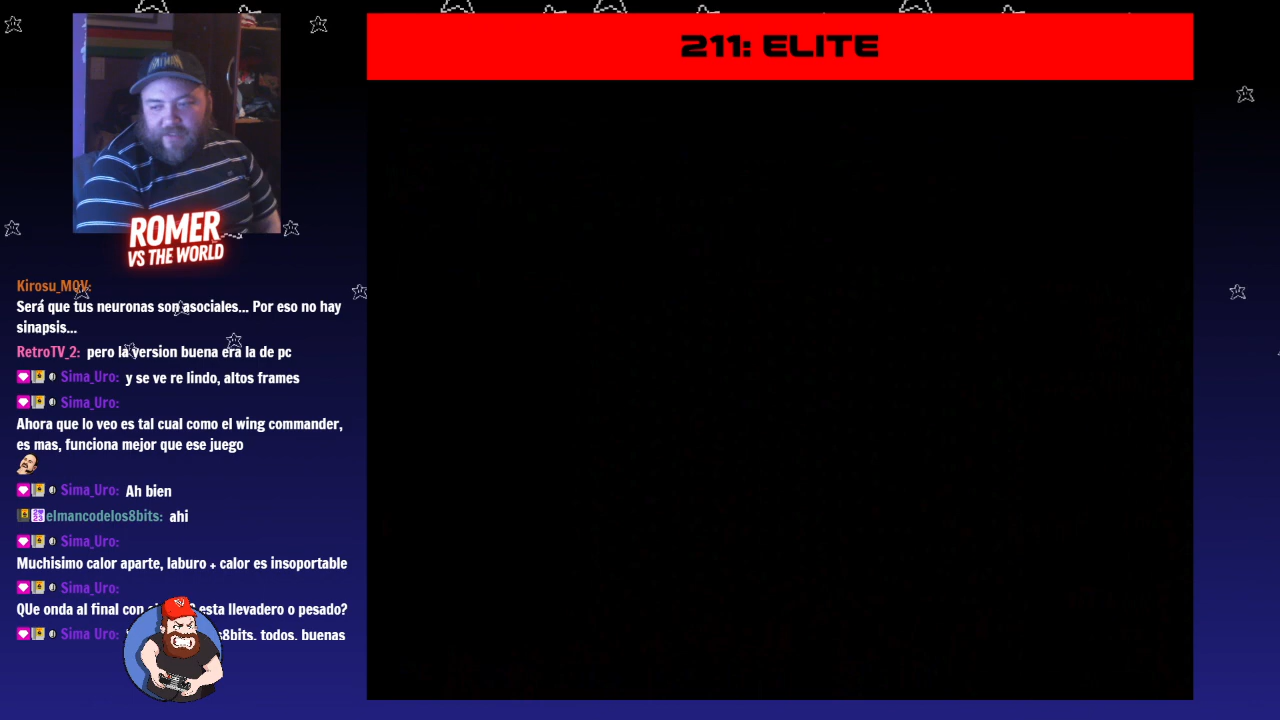 211: ELITE
ROMER
VS THE WORLD
Kirosu_MOV:
Será que tus neuronas son asociales... Por eso no hay
sinapsis...
RetroTV_2: pero la version buena era la de pc
Sima_Uro: y se ve re lindo, altos frames
Sima_Uro:
Ahora que lo veo es tal cual como el wing commander,
es mas, funciona mejor que ese juego
Sima_Uro: Ah bien
elmancodelos8bits: ahi
Sima_Uro:
Muchisimo calor aparte, laburo + calor es insoportable
Sima_Uro:
QUe onda al final con esta llevadero o pesado?
Sima_Uro: s8bits, todos, buenas